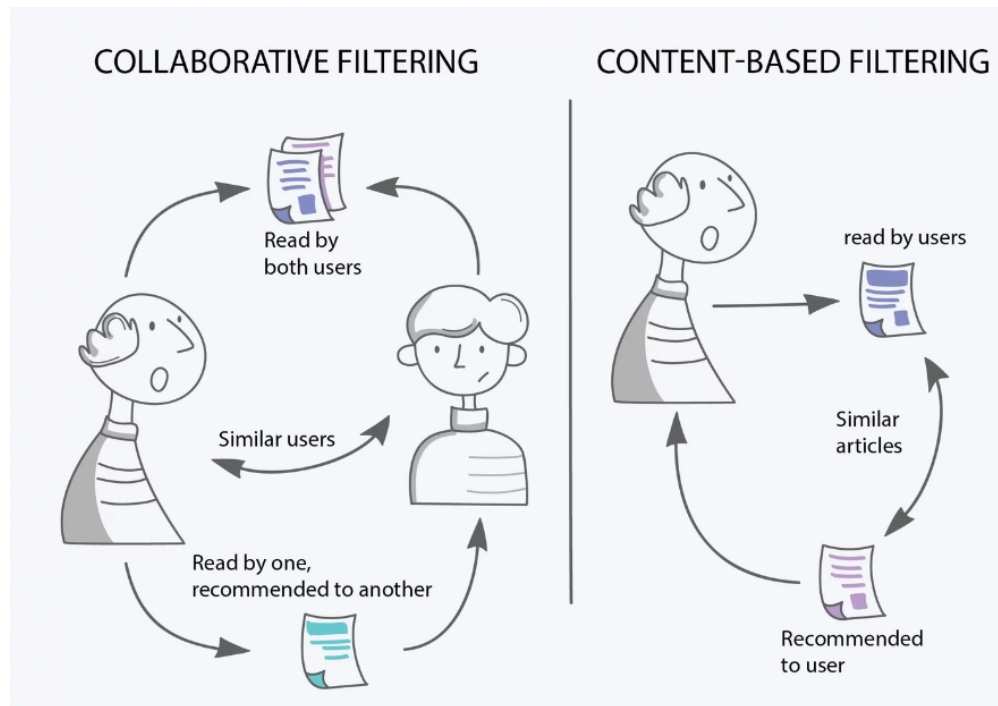 COLLABORATIVE FILTERING
Read by
both users
Similar users
Read by one,
recommended to another
CONTENT-BASED FILTERING
read by users
Similar
articles
Recommended
to user